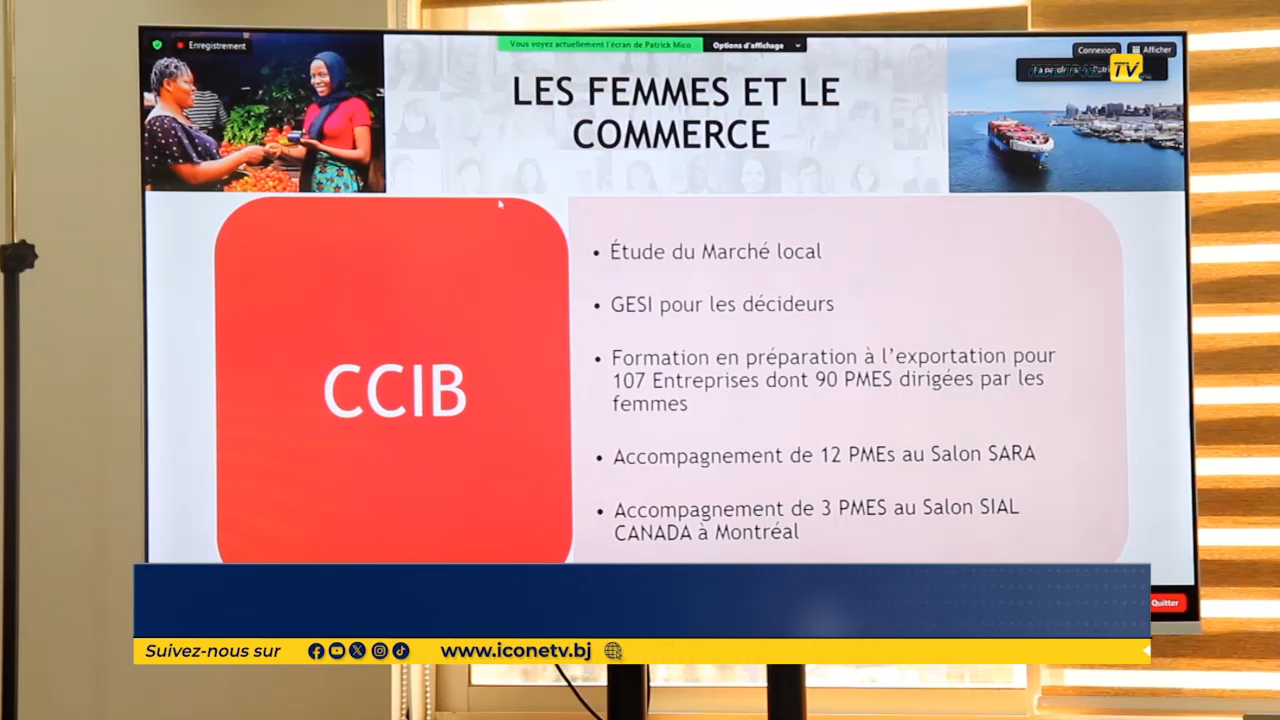 Enregistrement
Vous voyez actuellement l'écran de Patrick Mico
Options d'affichage
Connexion
Afficher
TV
LES FEMMES ET LE
COMMERCE
CCIB
• Étude du Marché local
• GESI pour les décideurs
• Formation en préparation à l'exportation pour
107 Entreprises dont 90 PMES dirigées par les
femmes
• Accompagnement de 12 PMEs au Salon SARA
• Accompagnement de 3 PMES au Salon SIAL
CANADA à Montréal
Quitter
Suivez-nous sur
www.iconetv.bj